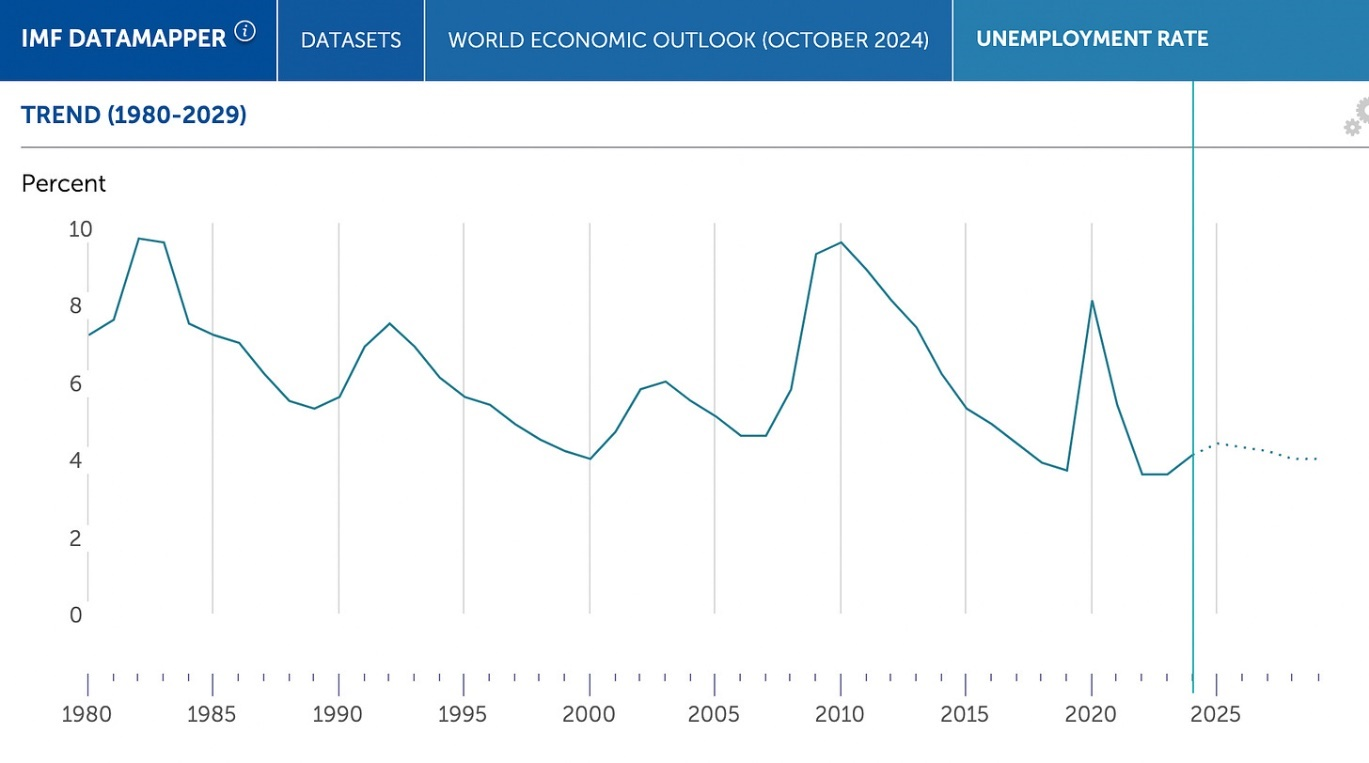 IMF DATAMAPPER i DATASETS WORLD ECONOMIC OUTLOOK (OCTOBER 2024) UNEMPLOYMENT RATE
TREND (1980-2029)
Percent
10
8
6
4
2
0
1980 1985 1990 1995 2000 2005 2010 2015 2020 2025